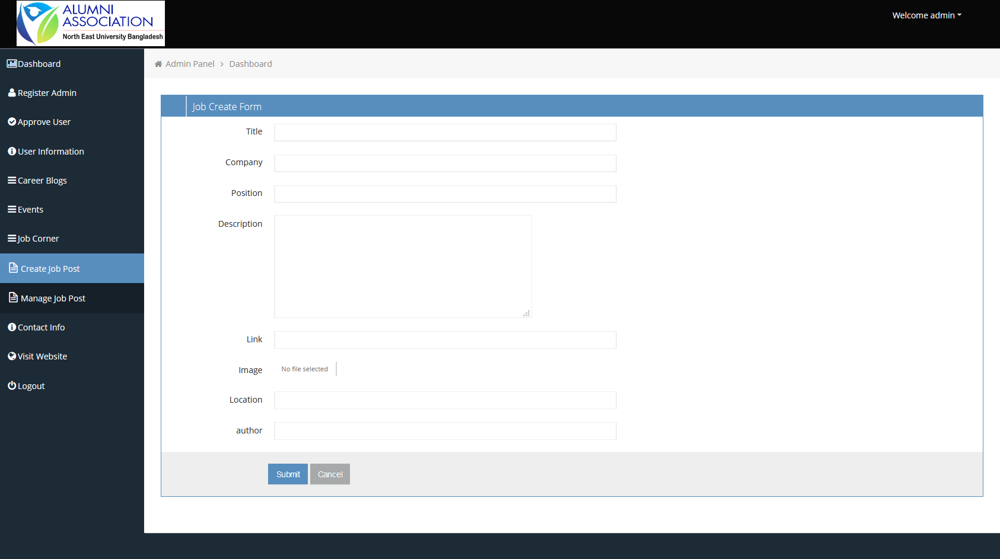 ALUMNI
ASSOCIATION
North East University Bangladesh
Welcome admin
Dashboard
Register Admin
Approve User
User Information
Career Blogs
Events
Job Corner
Create Job Post
Manage Job Post
Contact Info
Visit Website
Logout
Admin Panel > Dashboard
Job Create Form
Title
Company
Position
Description
Link
Image No file selected
Location
author
Submit Cancel